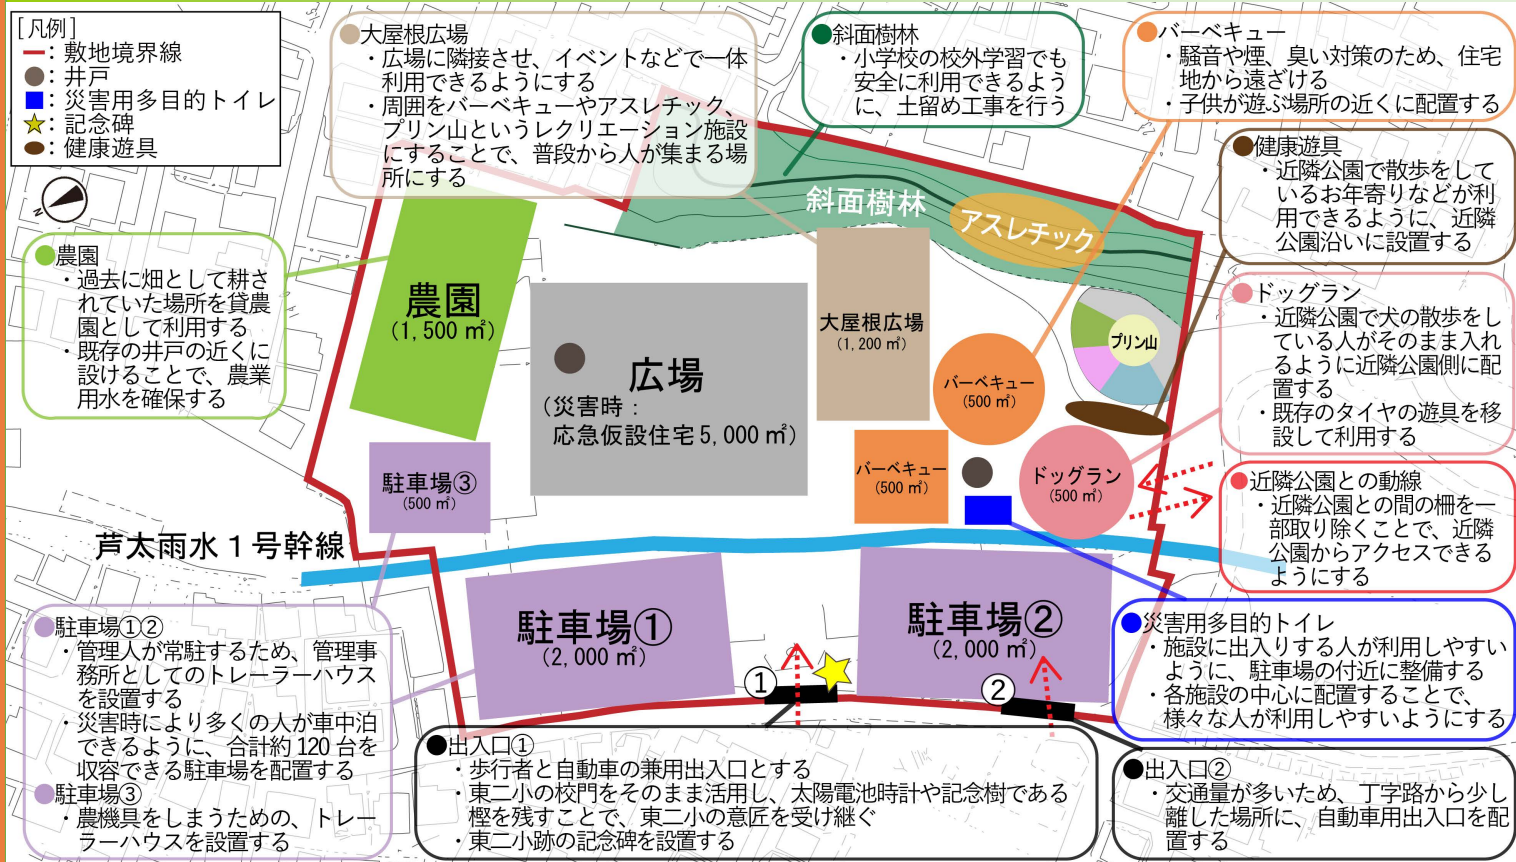 [凡例]
：敷地境界線
：井戸
：災害用多目的トイレ
：記念碑
：健康遊具
N
●大屋根広場
・広場に隣接させ、イベントなどで一体
利用できるようにする
・周囲をバーベキューやアスレチック、
プリン山というレクリエーション施設
にすることで、普段から人が集まる場
所にする
●斜面樹林
・小学校の校外学習でも
安全に利用できるよう
に、土留め工事を行う
●バーベキュー
・騒音や煙、臭い対策のため、住宅
地から遠ざける
・子供が遊ぶ場所の近くに配置する
●健康遊具
・近隣公園で散歩をして
いるお年寄りなどが利
用できるように、近隣
公園沿いに設置する
●農園
・過去に畑として耕さ
れていた場所を貸農
園として利用する
・既存の井戸の近くに
設けることで、農業
用水を確保する
●ドッグラン
・近隣公園で犬の散歩をし
ている人がそのまま入れ
るように近隣公園側に配
置する
・既存のタイヤの遊具を移
設して利用する
●近隣公園との動線
・近隣公園との間の柵を一
部取り除くことで、近隣
公園からアクセスできる
ようにする
斜面樹林
アスレチック
農園
(1,500 ㎡)
大屋根広場
(1,200 ㎡)
プリン山
広場
(災害時：
応急仮設住宅 5,000 ㎡)
バーベキュー
(500 ㎡)
バーベキュー
(500 ㎡)
ドッグラン
(500 ㎡)
駐車場③
(500 ㎡)
芦太雨水１号幹線
駐車場①
(2,000 ㎡)
駐車場②
(2,000 ㎡)
①
②
●駐車場①②
・管理人が常駐するため、管理事
務所としてのトレーラーハウス
を設置する
・災害時により多くの人が車中泊
できるように、合計約 120 台を
収容できる駐車場を配置する
●駐車場③
・農機具をしまうための、トレー
ラーハウスを設置する
●災害用多目的トイレ
・施設に出入りする人が利用しやすい
ように、駐車場の付近に整備する
・各施設の中心に配置することで、
様々な人が利用しやすいようにする
●出入口①
・歩行者と自動車の兼用出入口とする
・東二小の校門をそのまま活用し、太陽電池時計や記念樹である
樫を残すことで、東二小の意匠を受け継ぐ
・東二小跡の記念碑を設置する
●出入口②
・交通量が多いため、丁字路から少し
離した場所に、自動車用出入口を配
置する